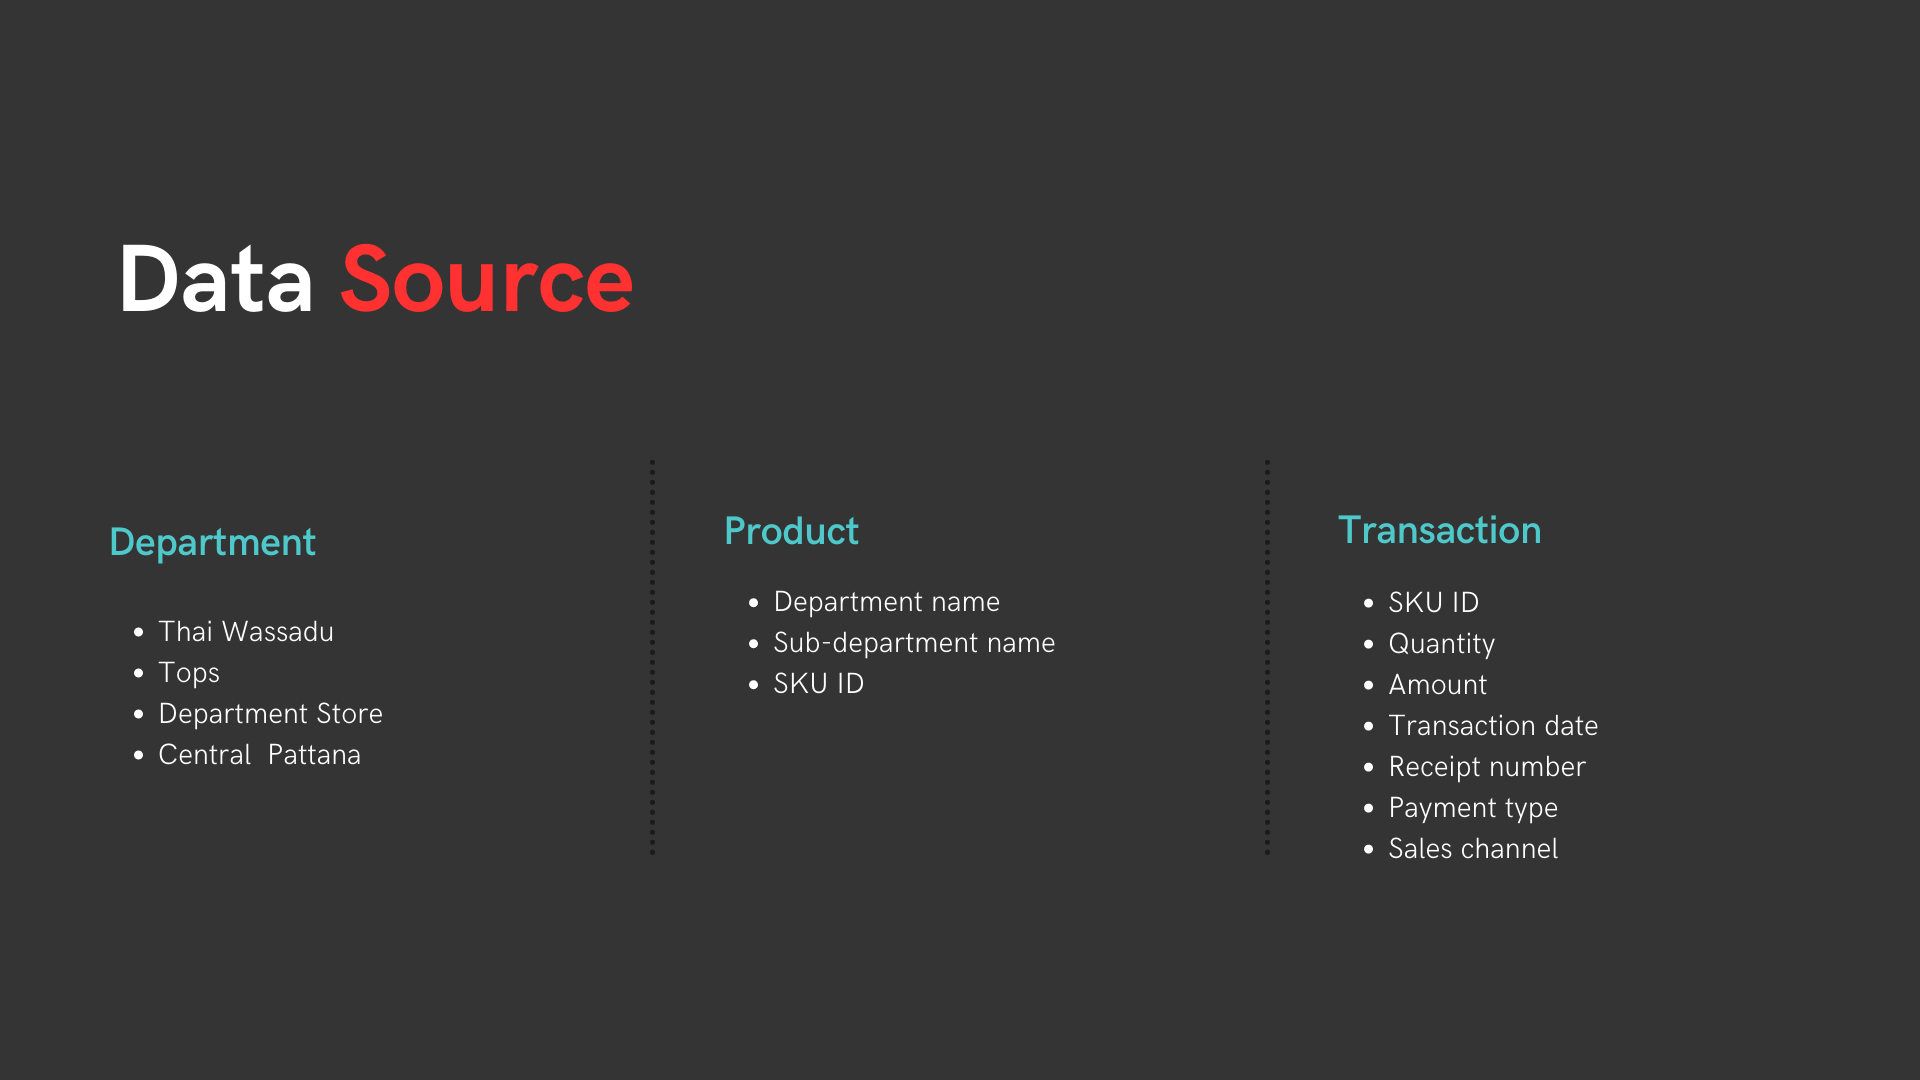 Data Source
Department
• Thai Wassadu
• Tops
• Department Store
• Central  Pattana
Product
• Department name
• Sub-department name
• SKU ID
Transaction
• SKU ID
• Quantity
• Amount
• Transaction date
• Receipt number
• Payment type
• Sales channel